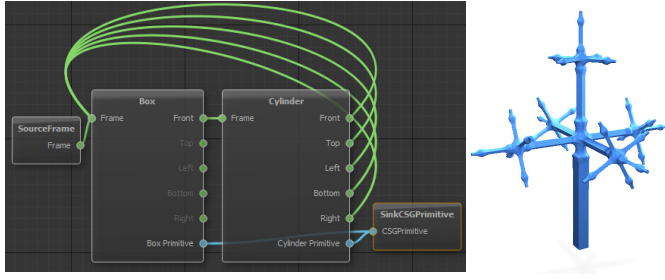 SourceFrame
Frame
Box
Frame
Front
Top
Left
Bottom
Right
Box Primitive
Cylinder
Frame
Front
Top
Left
Bottom
Right
Cylinder Primitive
SinkCSGPrimitive
CSGPrimitive